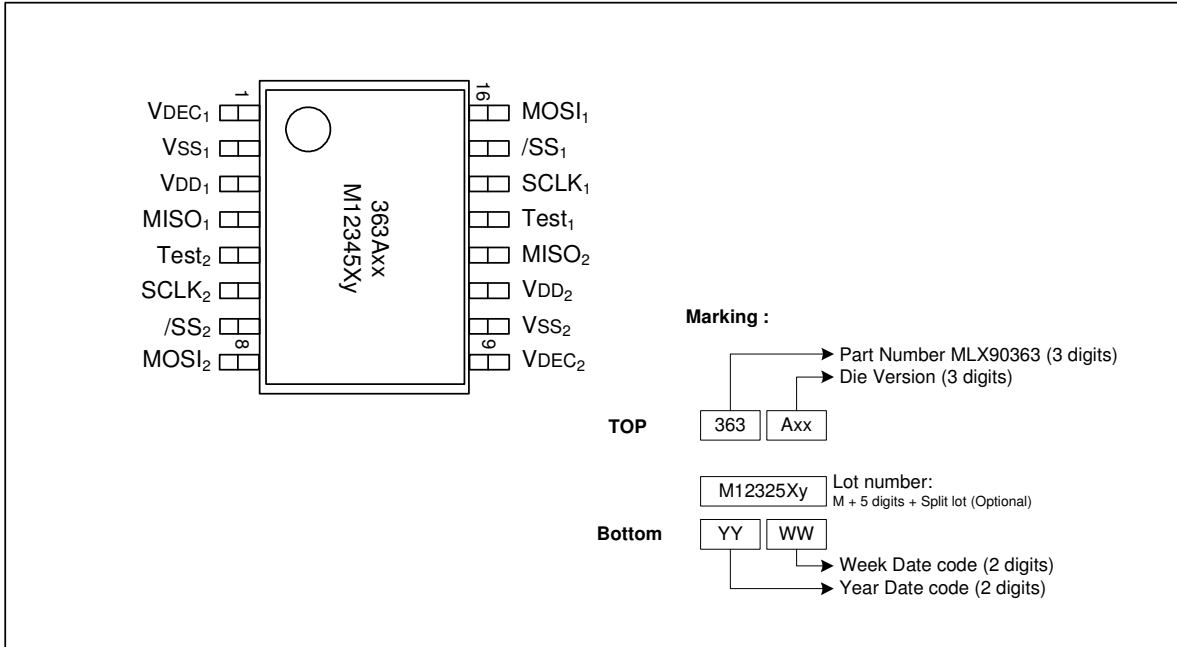 1
16
VDEC₁
MOSI₁
VSS₁
/SS₁
VDD₁
SCLK₁
MISO₁
Test₁
Test₂
MISO₂
SCLK₂
VDD₂
/SS₂
VSS₂
MOSI₂
VDEC₂
8
9
363Axx
M12345Xy
Marking :
Part Number MLX90363 (3 digits)
Die Version (3 digits)
TOP 363 Axx
M12325Xy Lot number:
M + 5 digits + Split lot (Optional)
Bottom YY WW
Week Date code (2 digits)
Year Date code (2 digits)